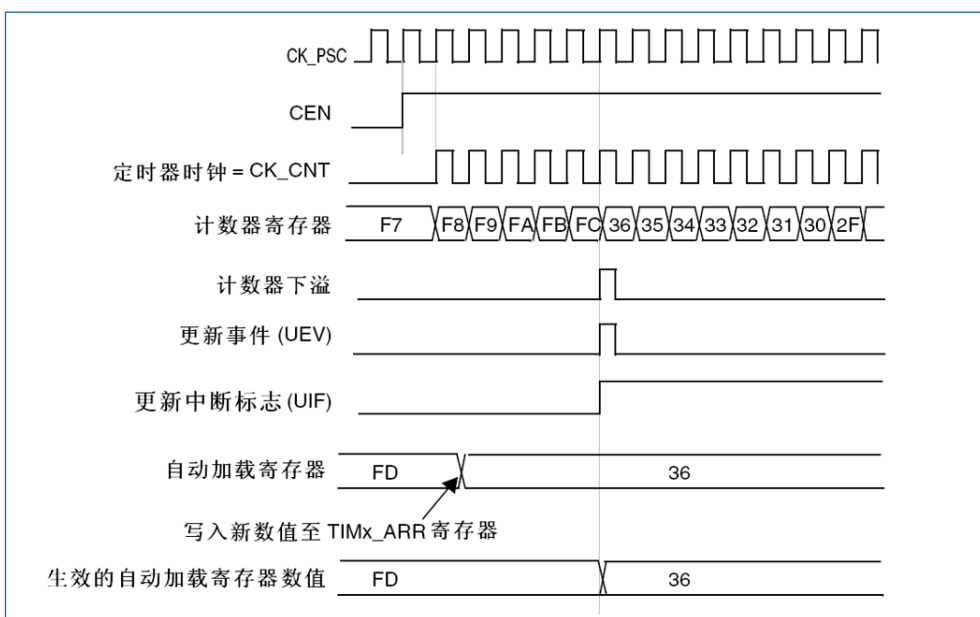 CK_PSC
CEN
定时器时钟 = CK_CNT
计数器寄存器 F7 F8 F9 FA FB FC 36 35 34 33 32 31 30 2F
计数器下溢
更新事件 (UEV)
更新中断标志 (UIF)
自动加载寄存器 FD 36
写入新数值至 TIMx_ARR 寄存器
生效的自动加载寄存器数值 FD 36